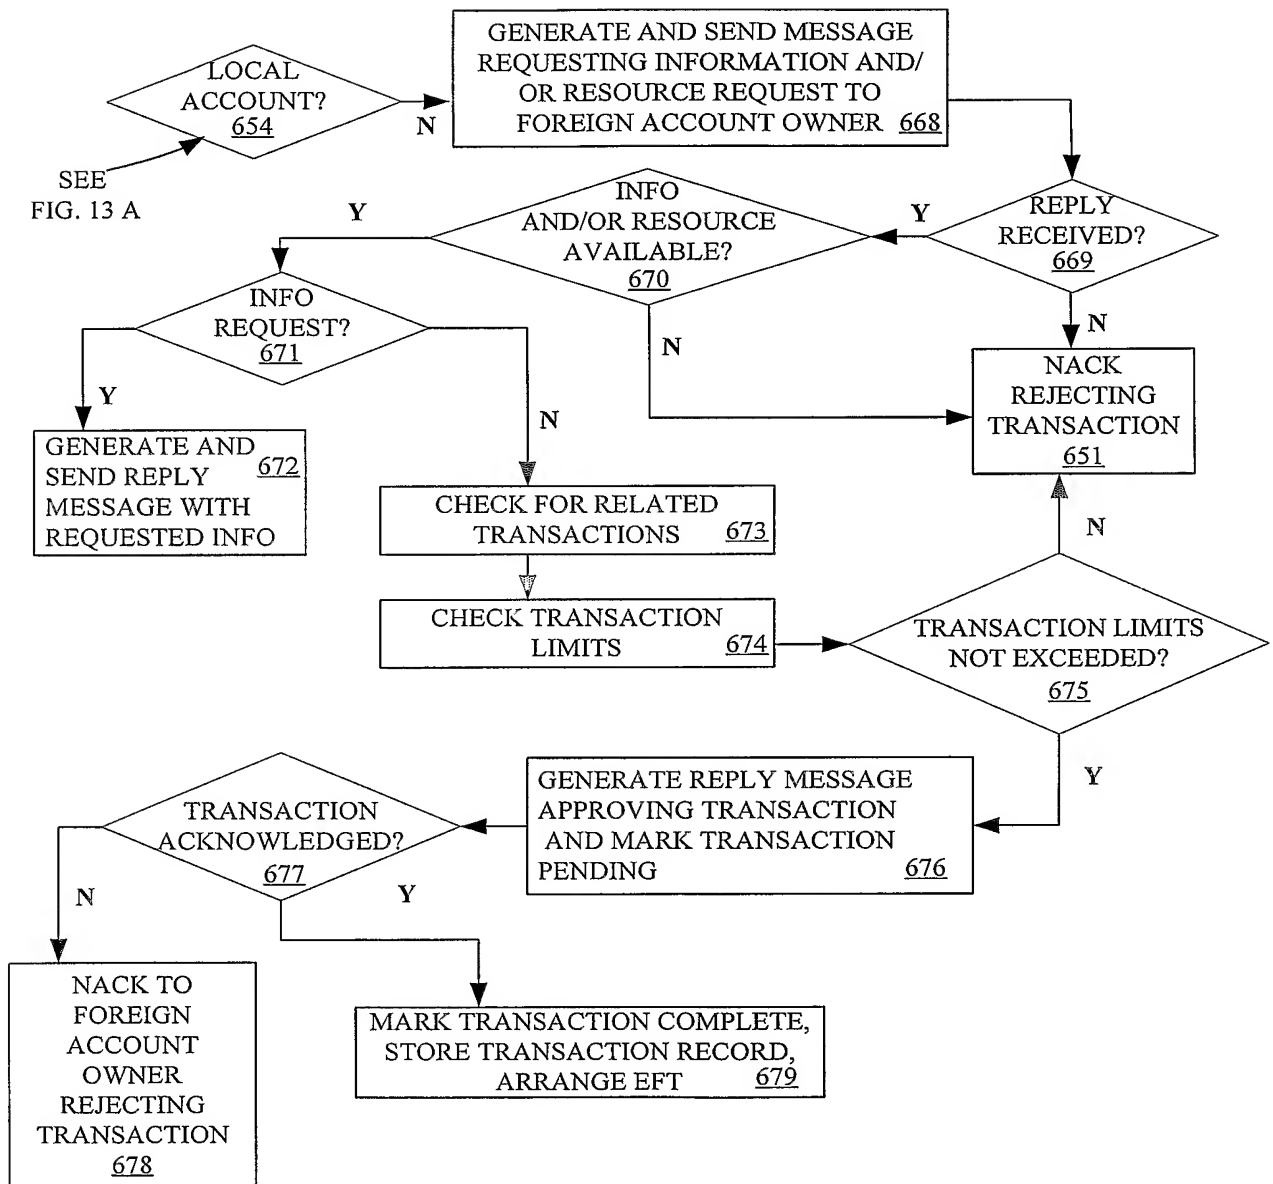 LOCAL
ACCOUNT?
654
N
SEE
FIG. 13 A
GENERATE AND SEND MESSAGE
REQUESTING INFORMATION AND/
OR RESOURCE REQUEST TO
FOREIGN ACCOUNT OWNER 668
REPLY
RECEIVED?
669
Y
N
INFO
AND/OR RESOURCE
AVAILABLE?
670
Y
N
INFO
REQUEST?
671
Y
N
NACK
REJECTING
TRANSACTION
651
GENERATE AND
SEND REPLY 672
MESSAGE WITH
REQUESTED INFO
CHECK FOR RELATED
TRANSACTIONS 673
CHECK TRANSACTION
LIMITS 674
TRANSACTION LIMITS
NOT EXCEEDED?
675
N
Y
GENERATE REPLY MESSAGE
APPROVING TRANSACTION
AND MARK TRANSACTION
PENDING 676
TRANSACTION
ACKNOWLEDGED?
677
N
Y
NACK TO
FOREIGN
ACCOUNT
OWNER
REJECTING
TRANSACTION
678
MARK TRANSACTION COMPLETE,
STORE TRANSACTION RECORD,
ARRANGE EFT 679